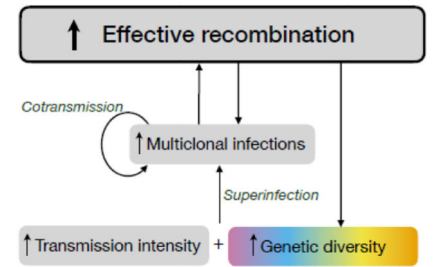 ↑ Effective recombination
Cotransmission
↑ Multiclonal infections
Superinfection
↑ Transmission intensity + ↑ Genetic diversity